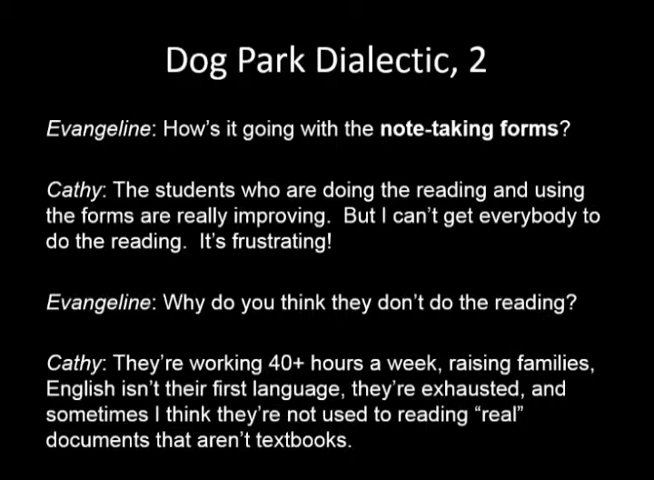 Dog Park Dialectic, 2
Evangeline: How's it going with the note-taking forms?
Cathy: The students who are doing the reading and using
the forms are really improving.  But I can't get everybody to
do the reading.  It's frustrating!
Evangeline: Why do you think they don't do the reading?
Cathy: They're working 40+ hours a week, raising families,
English isn't their first language, they're exhausted, and
sometimes I think they're not used to reading “real”
documents that aren't textbooks.